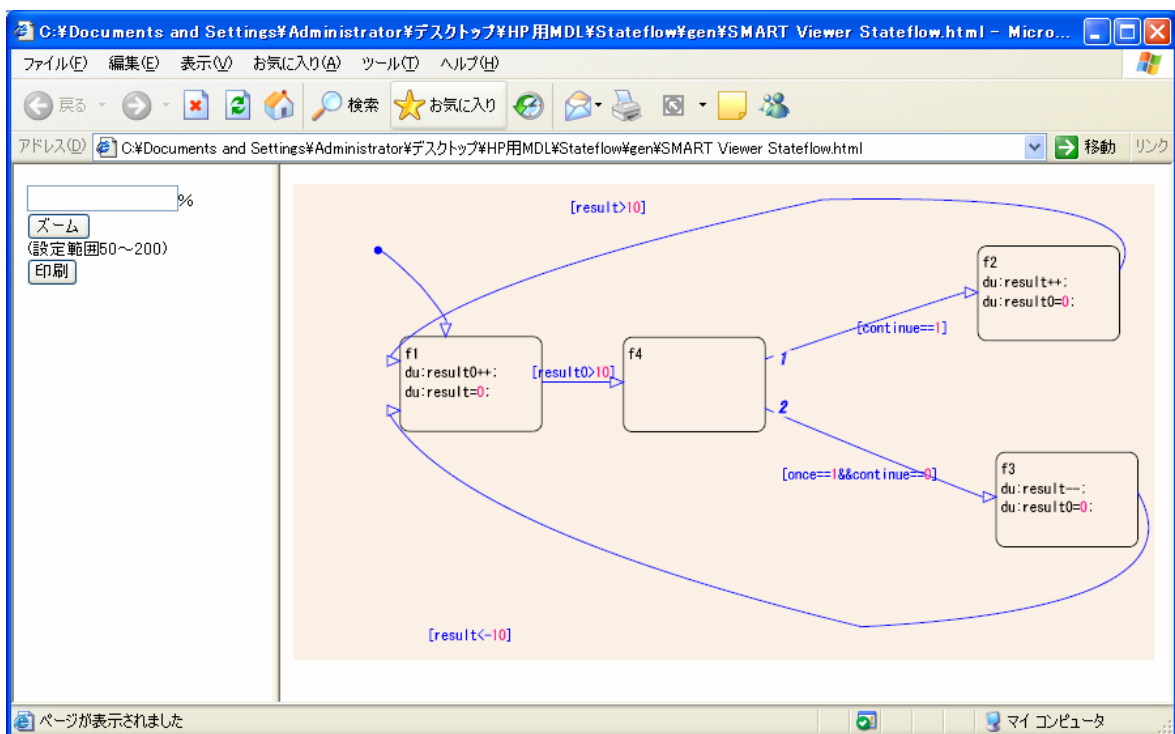 C:¥Documents and Settings¥Administrator¥デスクトップ¥HP用MDL¥Stateflow¥gen¥SMART Viewer Stateflow.html - Micro...
ファイル(F) 編集(E) 表示(V) お気に入り(A) ツール(T) ヘルプ(H)
戻る 検索 お気に入り
アドレス(D) C:¥Documents and Settings¥Administrator¥デスクトップ¥HP用MDL¥Stateflow¥gen¥SMART Viewer Stateflow.html 移動 リンク
%
ズーム
(設定範囲50～200)
印刷
[result>10]
f2
du:result++;
du:result0=0;
[continue==1]
f1
du:result0++;
du:result=0;
[result0>10]
f4
1
2
[once==1&&continue==0]
f3
du:result--;
du:result0=0;
[result<-10]
ページが表示されました マイ コンピュータ